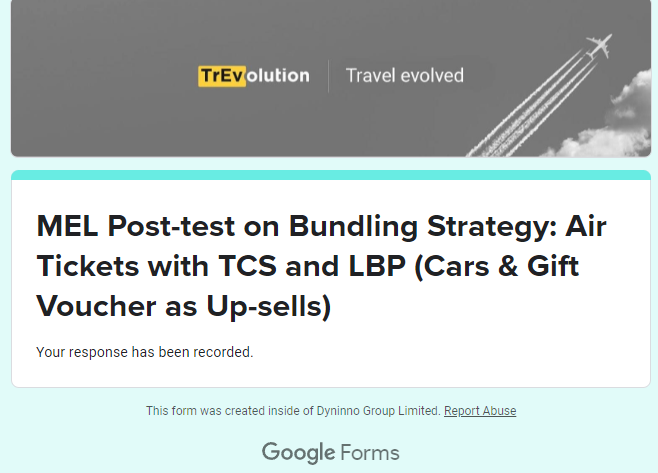 TrEvolution Travel evolved
MEL Post-test on Bundling Strategy: Air
Tickets with TCS and LBP (Cars & Gift
Voucher as Up-sells)
Your response has been recorded.
This form was created inside of Dyninno Group Limited. Report Abuse
Google Forms